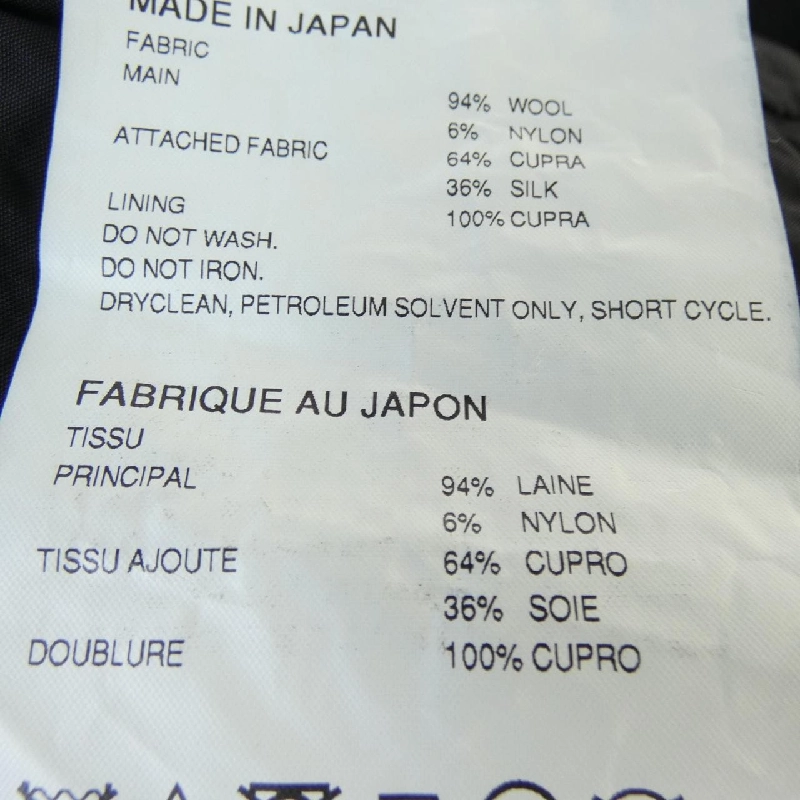 MADE IN JAPAN
FABRIC
MAIN 94% WOOL
6% NYLON
ATTACHED FABRIC 64% CUPRA
36% SILK
LINING 100% CUPRA
DO NOT WASH.
DO NOT IRON.
DRYCLEAN, PETROLEUM SOLVENT ONLY, SHORT CYCLE.
FABRIQUE AU JAPON
TISSU
PRINCIPAL 94% LAINE
6% NYLON
TISSU AJOUTE 64% CUPRO
36% SOIE
DOUBLURE 100% CUPRO